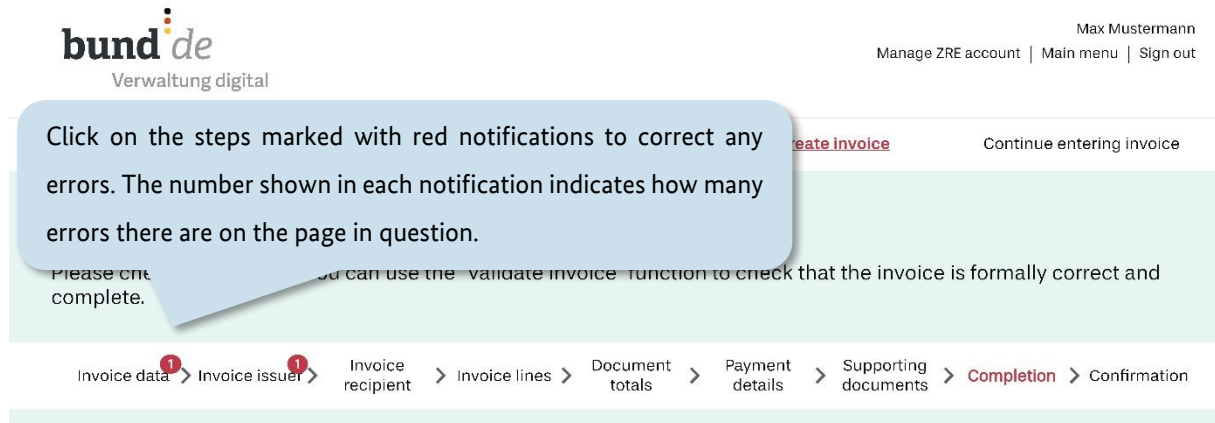 bund de
Verwaltung digital
Max Mustermann
Manage ZRE account | Main menu | Sign out
Click on the steps marked with red notifications to correct any
errors. The number shown in each notification indicates how many
errors there are on the page in question.
reate invoice
Continue entering invoice
Please che u can use the "validate invoice" function to check that the invoice is formally correct and
complete.
Invoice data 1 > Invoice issuer 1 > Invoice recipient > Invoice lines > Document totals > Payment details > Supporting documents > Completion > Confirmation